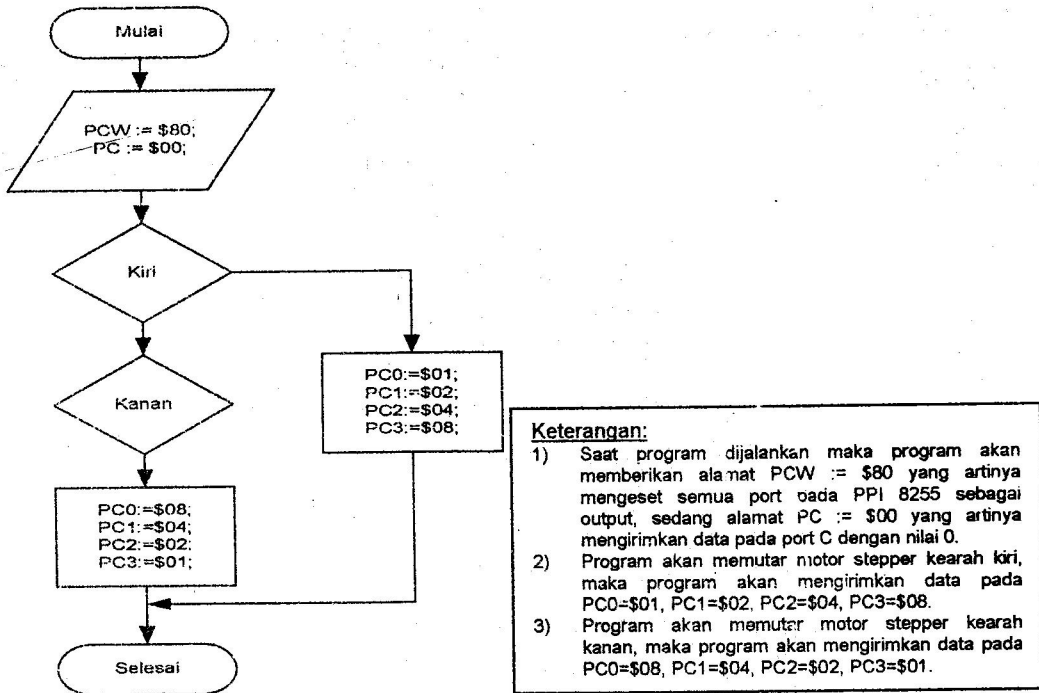 Mulai
PCW := $80;
PC := $00;
Kiri
Kanan
PC0:=$01;
PC1:=$02;
PC2:=$04;
PC3:=$08;
PC0:=$08;
PC1:=$04;
PC2:=$02;
PC3:=$01;
Selesai
Keterangan:
1) Saat program dijalankan maka program akan
memberikan alamat PCW := $80 yang artinya
mengeset semua port pada PPI 8255 sebagai
output, sedang alamat PC := $00 yang artinya
mengirimkan data pada port C dengan nilai 0.
2) Program akan memutar motor stepper kearah kiri,
maka program akan mengirimkan data pada
PC0=$01, PC1=$02, PC2=$04, PC3=$08.
3) Program akan memutar motor stepper kearah
kanan, maka program akan mengirimkan data pada
PC0=$08, PC1=$04, PC2=$02, PC3=$01.